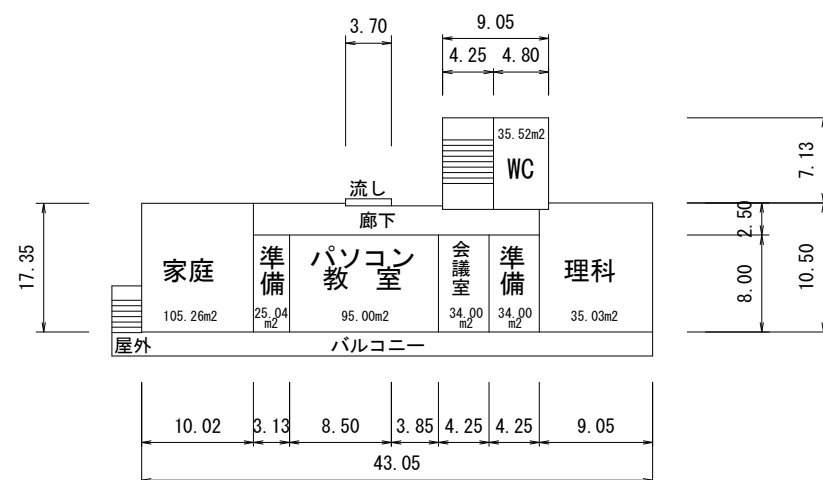 3.70
9.05
4.25 4.80
35.52m2
WC
7.13
流し
廊下
2.50
17.35
家庭
準備
パソコン
教室
会議室
準備
理科
8.00
10.50
105.26m2
25.04
m2
95.00m2
34.00
m2
34.00
m2
35.03m2
屋外
バルコニー
10.02 3.13 8.50 3.85 4.25 4.25 9.05
43.05